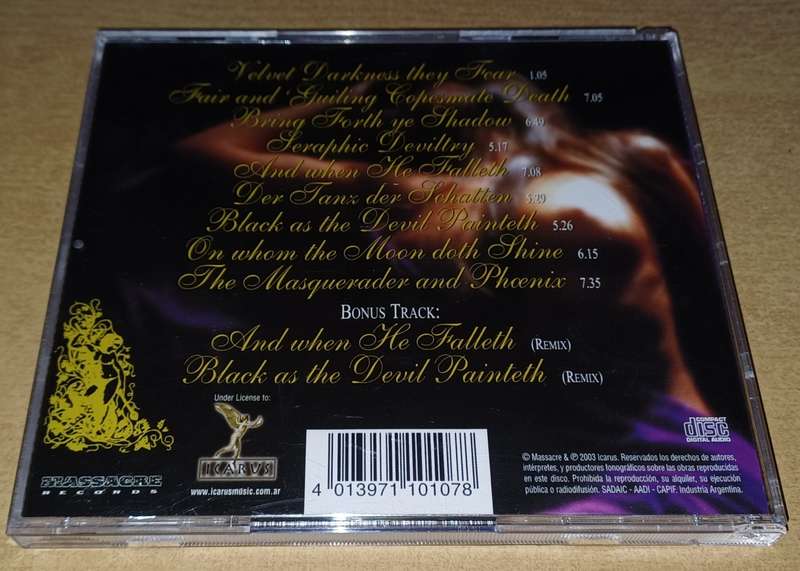 Velvet Darkness they Fear 1.05
Fair and 'Guiling Copesmate Death 7.05
Bring Forth ye Shadow 6.49
Seraphic Deviltry 5.17
And when He Falleth 7.08
Der Tanz der Schatten 5.29
Black as the Devil Painteth 5.26
On whom the Moon doth Shine 6.15
The Masquerader and Phœnix 7.35
BONUS TRACK:
And when He Falleth (REMIX)
Black as the Devil Painteth (REMIX)
Under License to:
ICARUS
www.icarusmusic.com.ar
MASSACRE
RECORDS
4 013971 101078
COMPACT
disc
DIGITAL AUDIO
© Massacre & ℗ 2003 Icarus. Reservados los derechos de autores,
intérpretes, y productores fonográficos sobre las obras reproducidas
en este disco. Prohibida la reproducción, su alquiler, su ejecución
pública o radiodifusión. SADAIC - AADI - CAPIF. Industria Argentina.